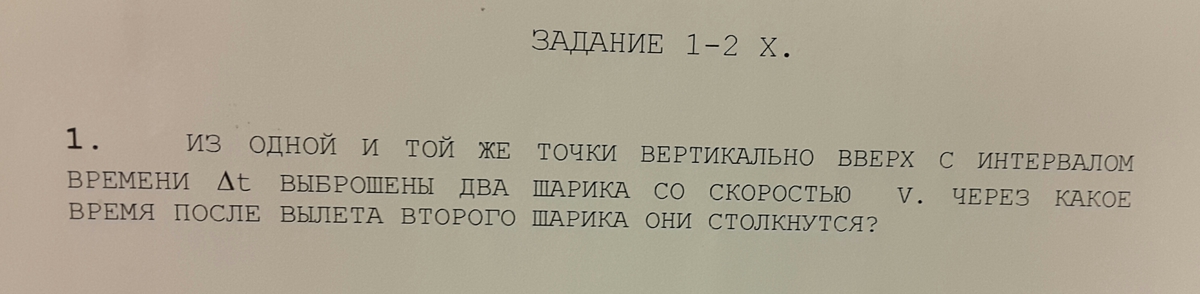 ЗАДАНИЕ 1-2 X.
1. ИЗ ОДНОЙ И ТОЙ ЖЕ ТОЧКИ ВЕРТИКАЛЬНО ВВЕРХ С ИНТЕРВАЛОМ
ВРЕМЕНИ Δt ВЫБРОШЕНЫ ДВА ШАРИКА СО СКОРОСТЬЮ V. ЧЕРЕЗ КАКОЕ
ВРЕМЯ ПОСЛЕ ВЫЛЕТА ВТОРОГО ШАРИКА ОНИ СТОЛКНУТСЯ?